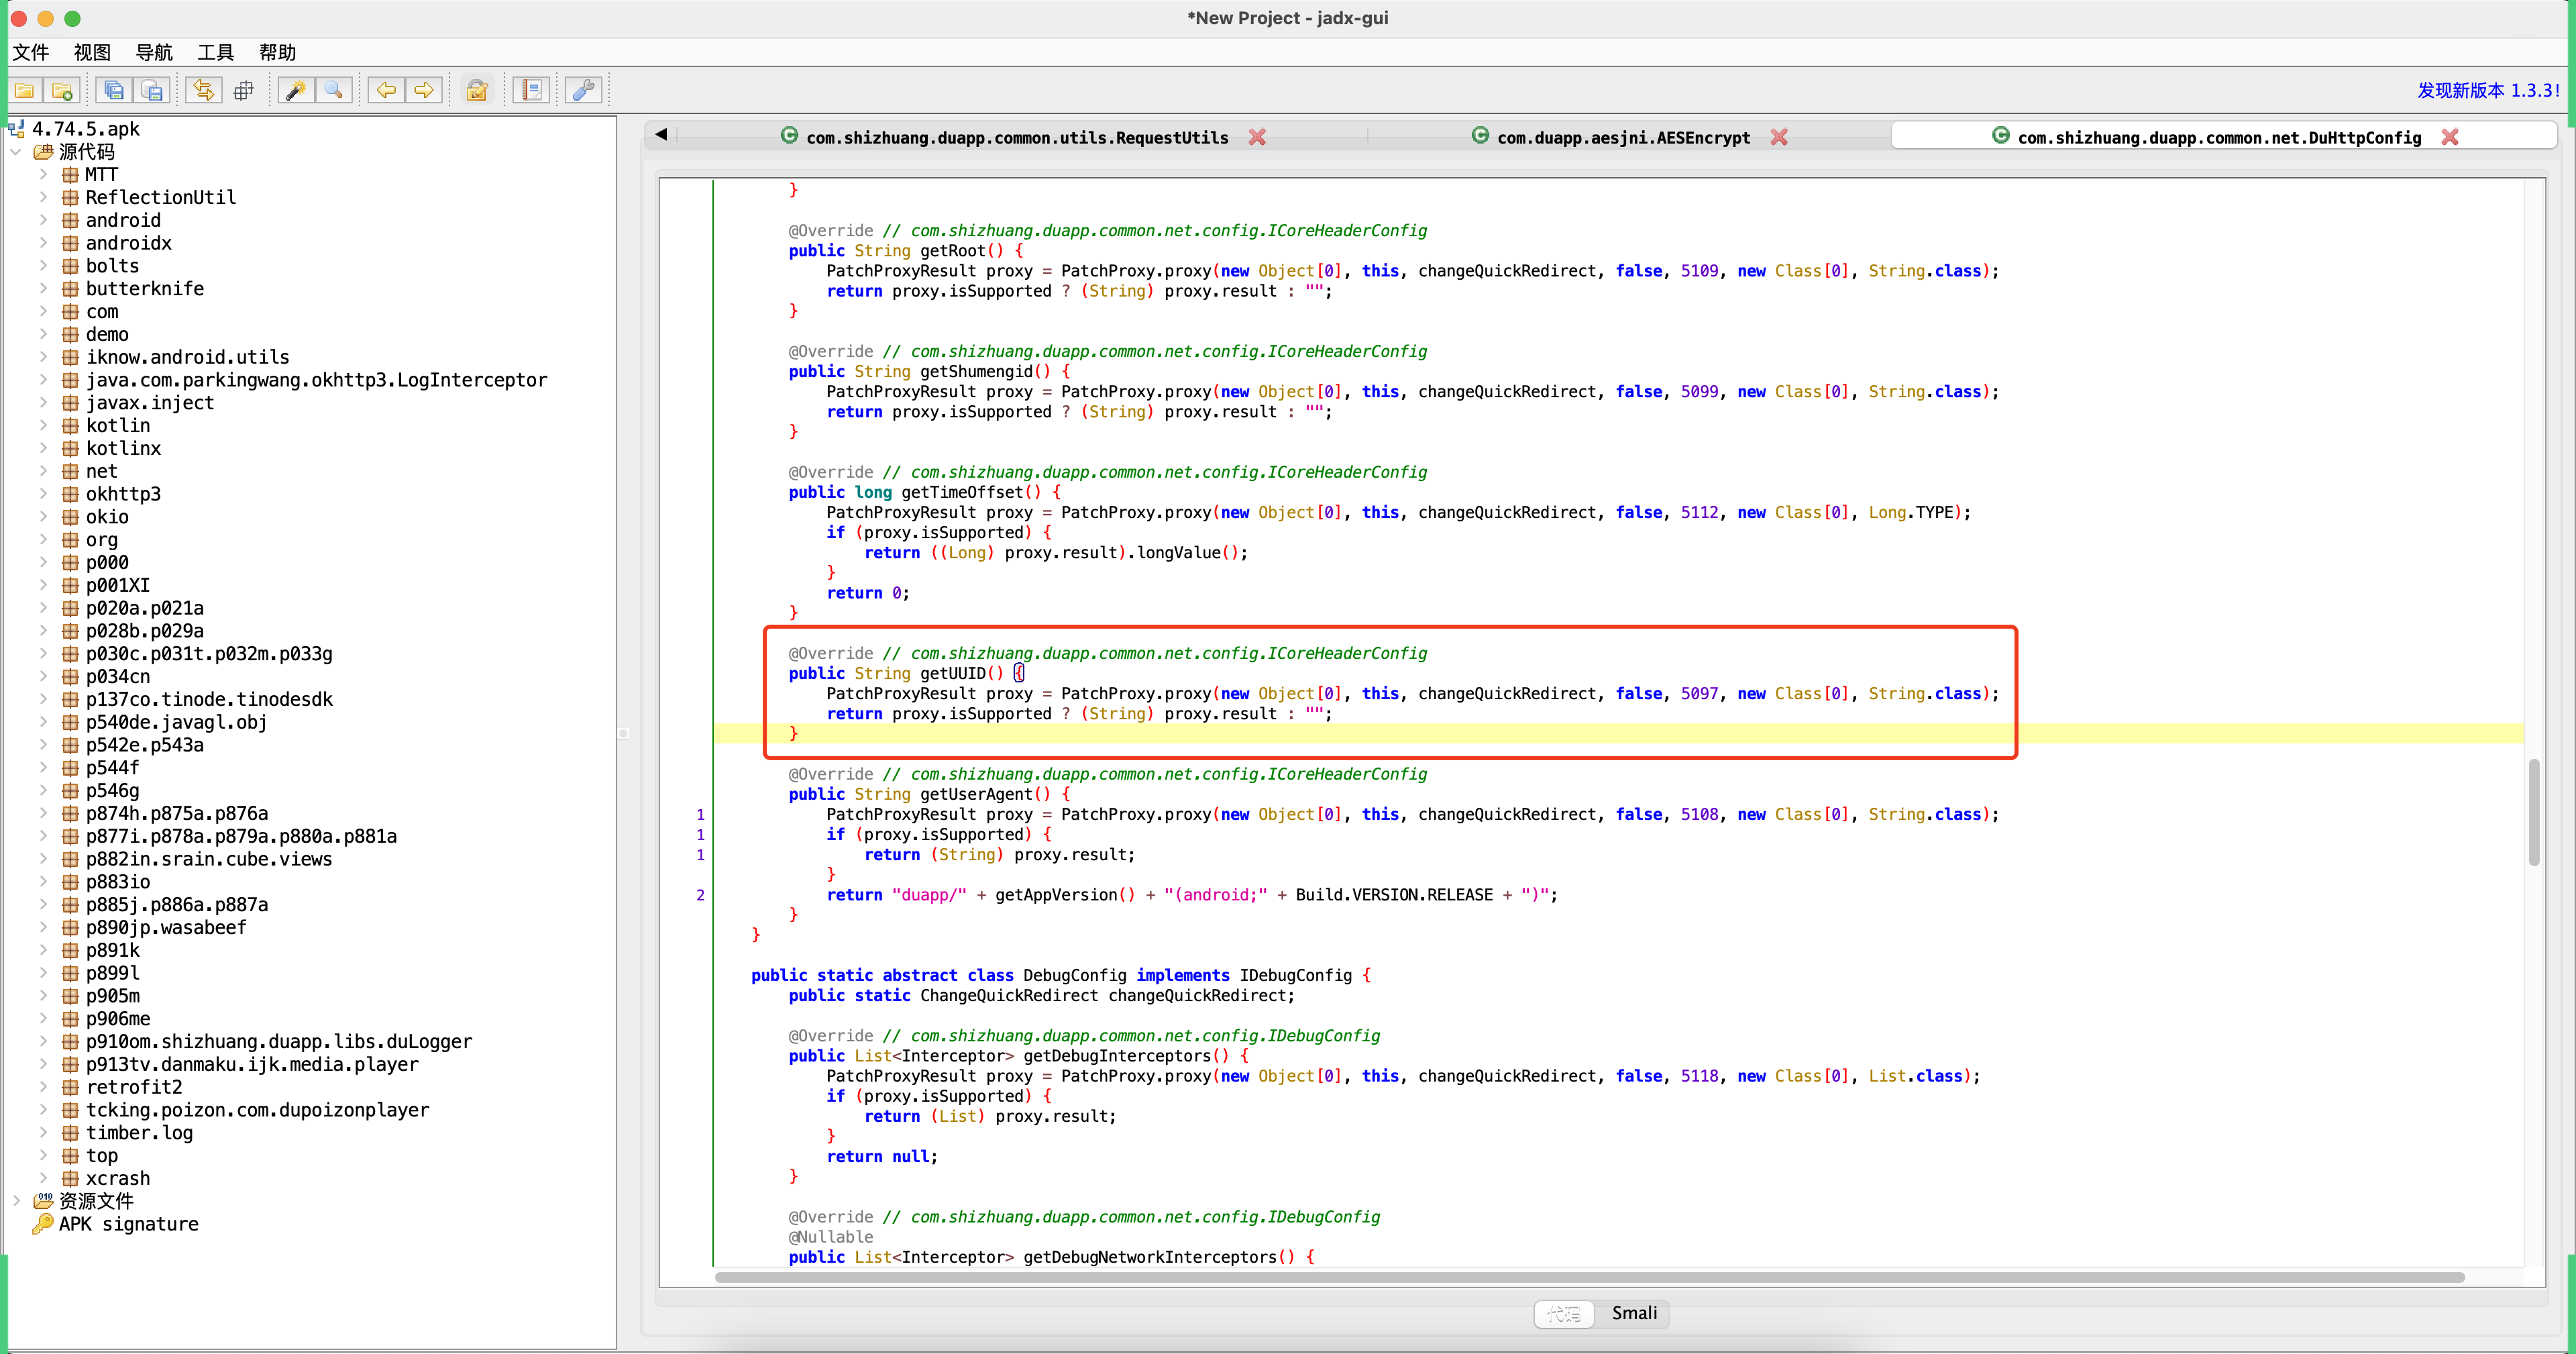 *New Project - jadx-gui
文件 视图 导航 工具 帮助
发现新版本 1.3.3!
4.74.5.apk
源代码
MTT
ReflectionUtil
android
androidx
bolts
butterknife
com
demo
iknow.android.utils
java.com.parkingwang.okhttp3.LogInterceptor
javax.inject
kotlin
kotlinx
net
okhttp3
okio
org
p000
p001XI
p020a.p021a
p028b.p029a
p030c.p031t.p032m.p033g
p034cn
p137co.tinode.tinodesdk
p540de.javagl.obj
p542e.p543a
p544f
p546g
p874h.p875a.p876a
p877i.p878a.p879a.p880a.p881a
p882in.srain.cube.views
p883io
p885j.p886a.p887a
p890jp.wasabeef
p891k
p899l
p905m
p906me
p910om.shizhuang.duapp.libs.duLogger
p913tv.danmaku.ijk.media.player
retrofit2
tcking.poizon.com.dupoizonplayer
timber.log
top
xcrash
资源文件
APK signature
com.shizhuang.duapp.common.utils.RequestUtils com.duapp.aesjni.AESEncrypt com.shizhuang.duapp.common.net.DuHttpConfig
}
@Override // com.shizhuang.duapp.common.net.config.ICoreHeaderConfig
public String getRoot() {
PatchProxyResult proxy = PatchProxy.proxy(new Object[0], this, changeQuickRedirect, false, 5109, new Class[0], String.class);
return proxy.isSupported ? (String) proxy.result : "";
}
@Override // com.shizhuang.duapp.common.net.config.ICoreHeaderConfig
public String getShumengid() {
PatchProxyResult proxy = PatchProxy.proxy(new Object[0], this, changeQuickRedirect, false, 5099, new Class[0], String.class);
return proxy.isSupported ? (String) proxy.result : "";
}
@Override // com.shizhuang.duapp.common.net.config.ICoreHeaderConfig
public long getTimeOffset() {
PatchProxyResult proxy = PatchProxy.proxy(new Object[0], this, changeQuickRedirect, false, 5112, new Class[0], Long.TYPE);
if (proxy.isSupported) {
return ((Long) proxy.result).longValue();
}
return 0;
}
@Override // com.shizhuang.duapp.common.net.config.ICoreHeaderConfig
public String getUUID() {
PatchProxyResult proxy = PatchProxy.proxy(new Object[0], this, changeQuickRedirect, false, 5097, new Class[0], String.class);
return proxy.isSupported ? (String) proxy.result : "";
}
@Override // com.shizhuang.duapp.common.net.config.ICoreHeaderConfig
public String getUserAgent() {
1 PatchProxyResult proxy = PatchProxy.proxy(new Object[0], this, changeQuickRedirect, false, 5108, new Class[0], String.class);
1 if (proxy.isSupported) {
1 return (String) proxy.result;
}
2 return "duapp/" + getAppVersion() + "(android;" + Build.VERSION.RELEASE + ")";
}
}
public static abstract class DebugConfig implements IDebugConfig {
public static ChangeQuickRedirect changeQuickRedirect;
@Override // com.shizhuang.duapp.common.net.config.IDebugConfig
public List<Interceptor> getDebugInterceptors() {
PatchProxyResult proxy = PatchProxy.proxy(new Object[0], this, changeQuickRedirect, false, 5118, new Class[0], List.class);
if (proxy.isSupported) {
return (List) proxy.result;
}
return null;
}
@Override // com.shizhuang.duapp.common.net.config.IDebugConfig
@Nullable
public List<Interceptor> getDebugNetworkInterceptors() {
代码 Smali